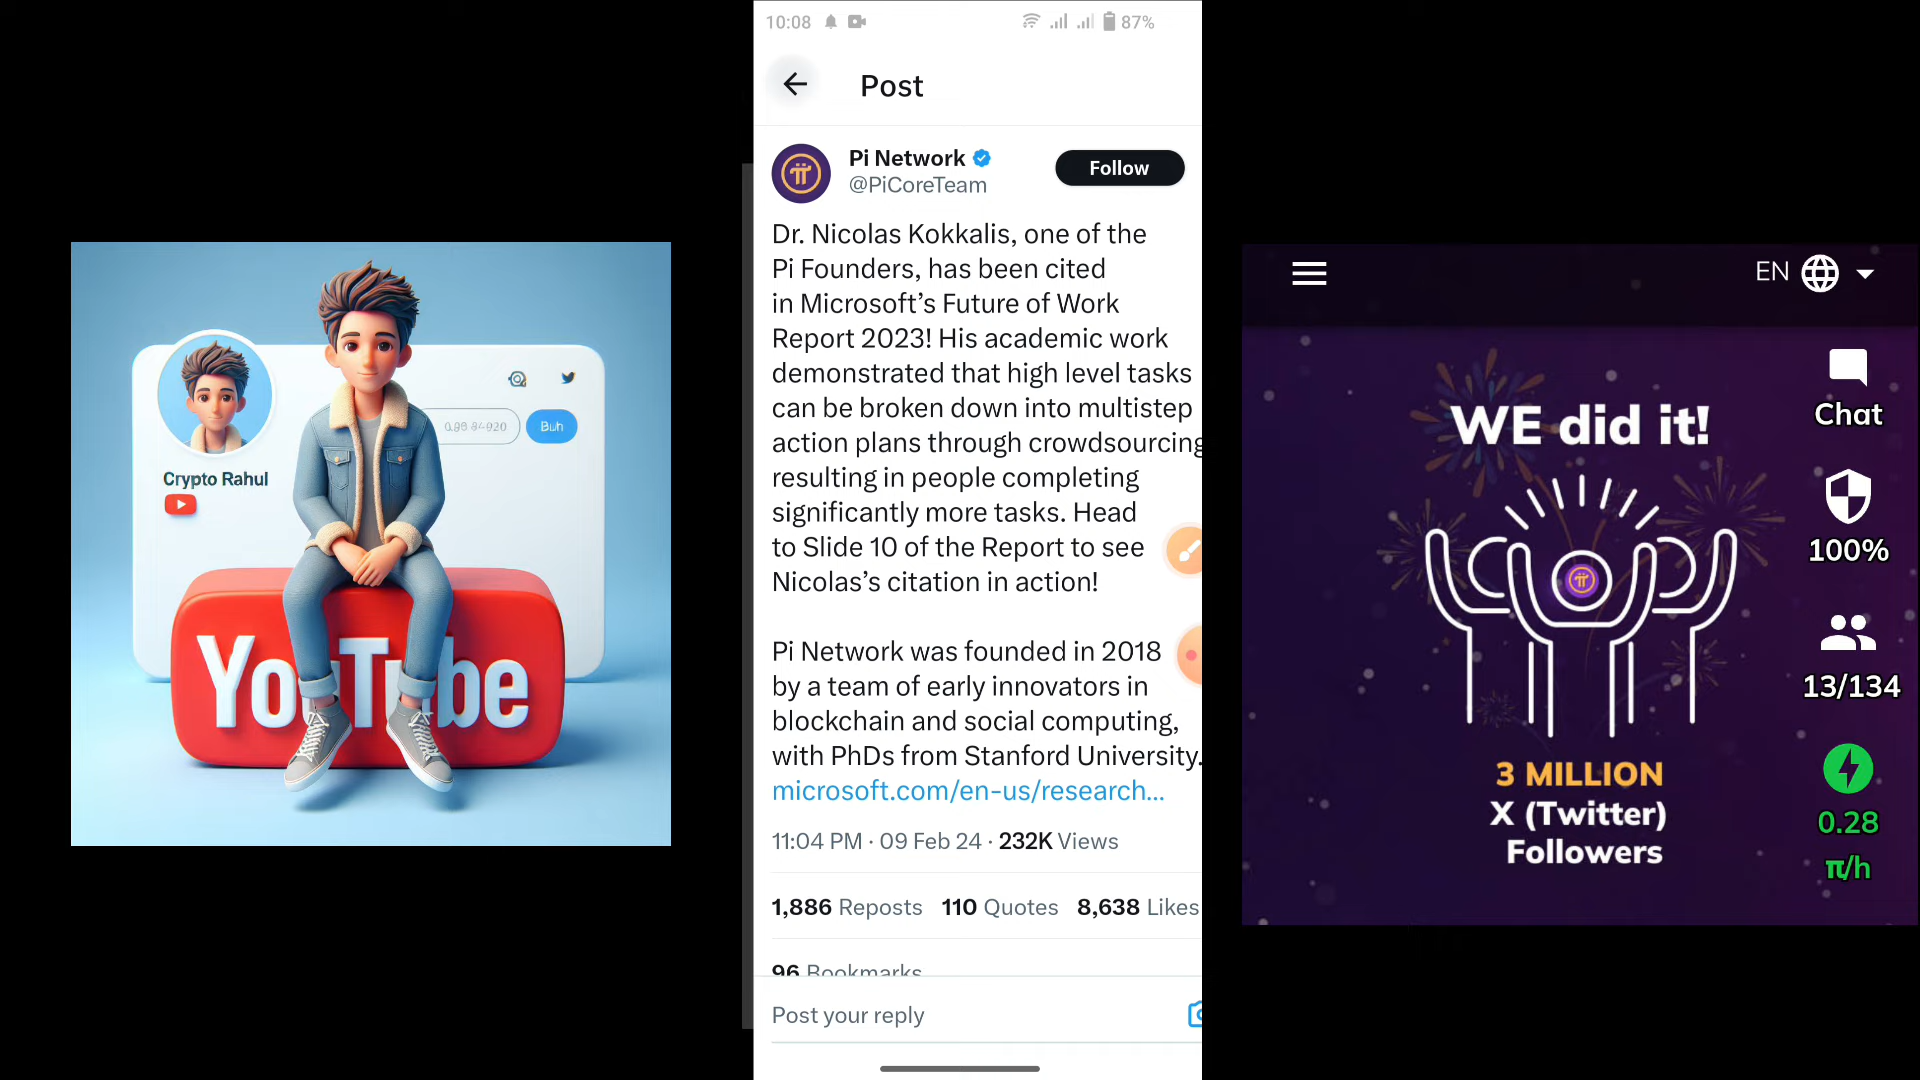 0.98 84920
Buh
Crypto Rahul
YouTube
10:08
87%
Post
Pi Network
@PiCoreTeam
Follow
Dr. Nicolas Kokkalis, one of the
Pi Founders, has been cited
in Microsoft’s Future of Work
Report 2023! His academic work
demonstrated that high level tasks
can be broken down into multistep
action plans through crowdsourcing
resulting in people completing
significantly more tasks. Head
to Slide 10 of the Report to see
Nicolas’s citation in action!
Pi Network was founded in 2018
by a team of early innovators in
blockchain and social computing,
with PhDs from Stanford University.
microsoft.com/en-us/research...
11:04 PM · 09 Feb 24 · 232K Views
1,886 Reposts 110 Quotes 8,638 Likes
96 Bookmarks
Post your reply
EN
WE did it!
3 MILLION
X (Twitter)
Followers
Chat
100%
13/134
0.28
π/h